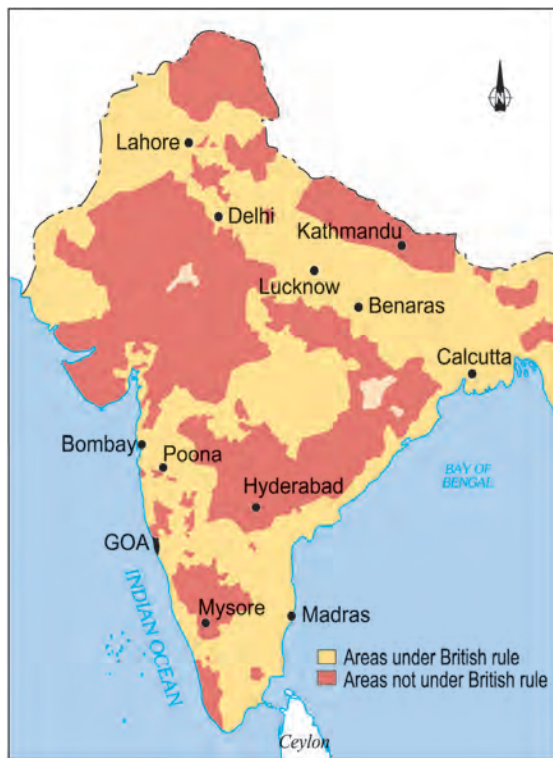 N
Lahore
Delhi
Kathmandu
Lucknow
Benaras
Calcutta
Bombay
Poona
BAY OF
BENGAL
Hyderabad
GOA
INDIAN OCEAN
Mysore
Madras
Areas under British rule
Areas not under British rule
Ceylon